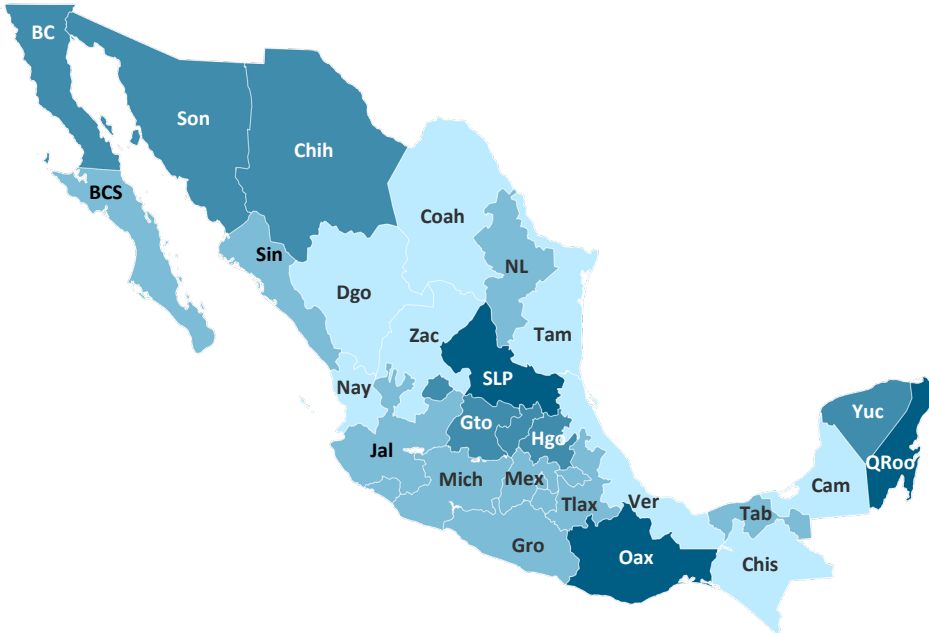 BC
Son
Chih
BCS
Coah
Sin
NL
Dgo
Zac
Tam
SLP
Nay
Gto
Yuc
Hgo
Jal
QRoo
Mich
Mex
Cam
Tlax
Ver
Tab
Gro
Oax
Chis